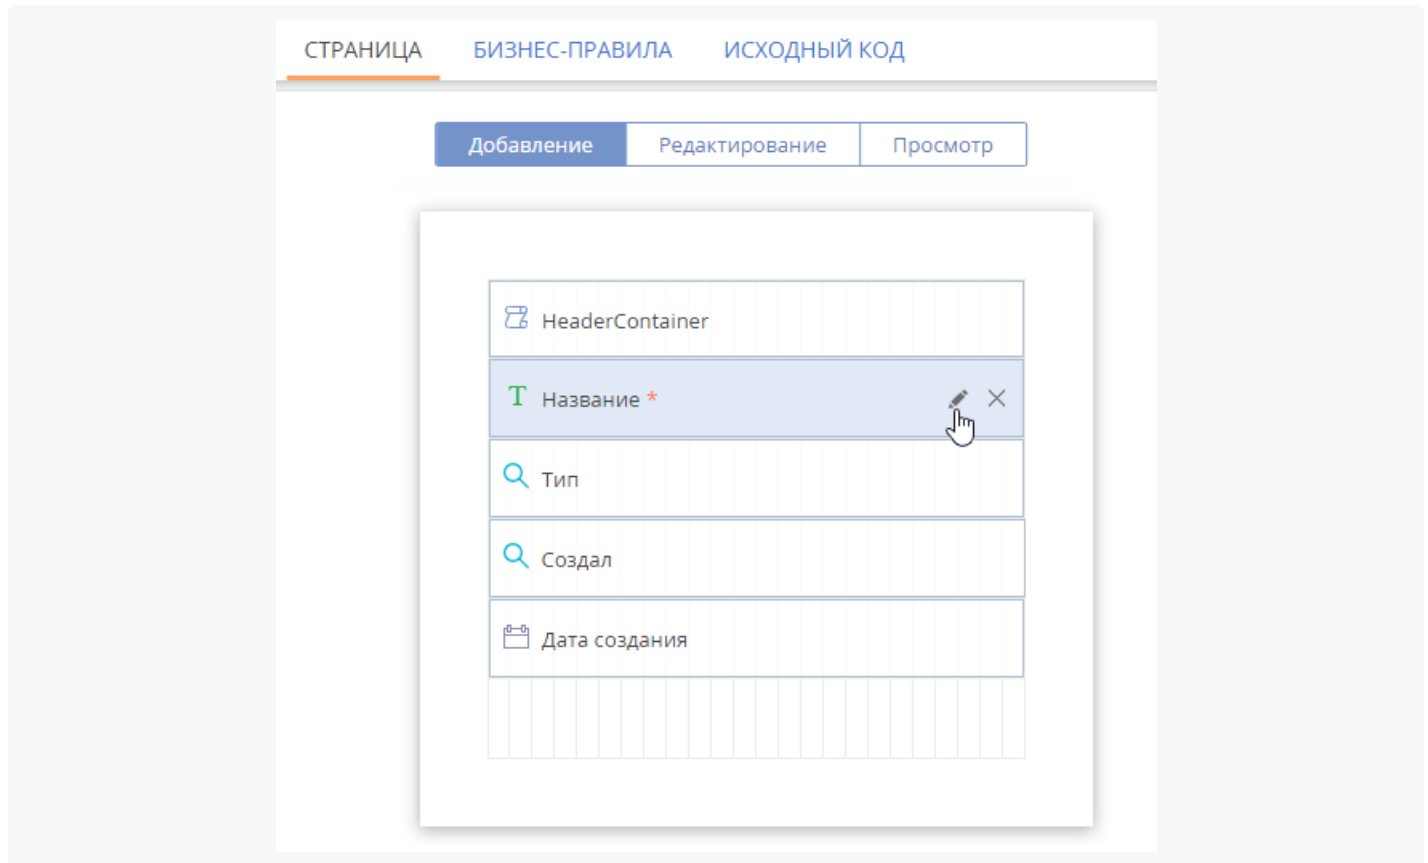 СТРАНИЦА БИЗНЕС-ПРАВИЛА ИСХОДНЫЙ КОД
Добавление Редактирование Просмотр
HeaderContainer
Название *
Тип
Создал
Дата создания